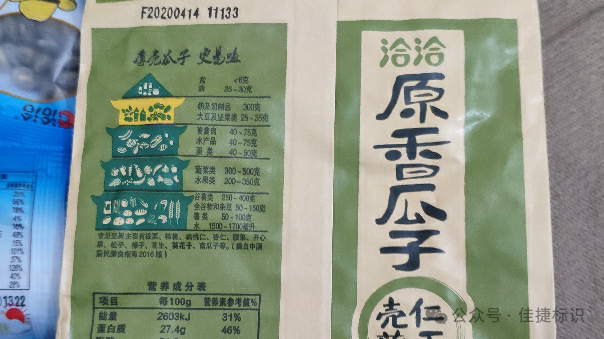 F20200414 11133
薄壳瓜子 更易嗑
盐 <6克
油 25~30克
奶及奶制品 300克
大豆及坚果类 25~35克
畜禽肉 40~75克
水产品 40~75克
蛋类 40~50克
蔬菜类 300~500克
水果类 200~350克
谷薯类 250~400克
全谷物和杂豆 50~150克
薯类 50~100克
水 1500~1700毫升
营养成分表
项目 每100g 营养素参考值%
能量 2603kJ 31%
蛋白质 27.4g 46%
洽洽
原香瓜子
仁
壳薄
洽洽
13:22
公众号·佳捷标识